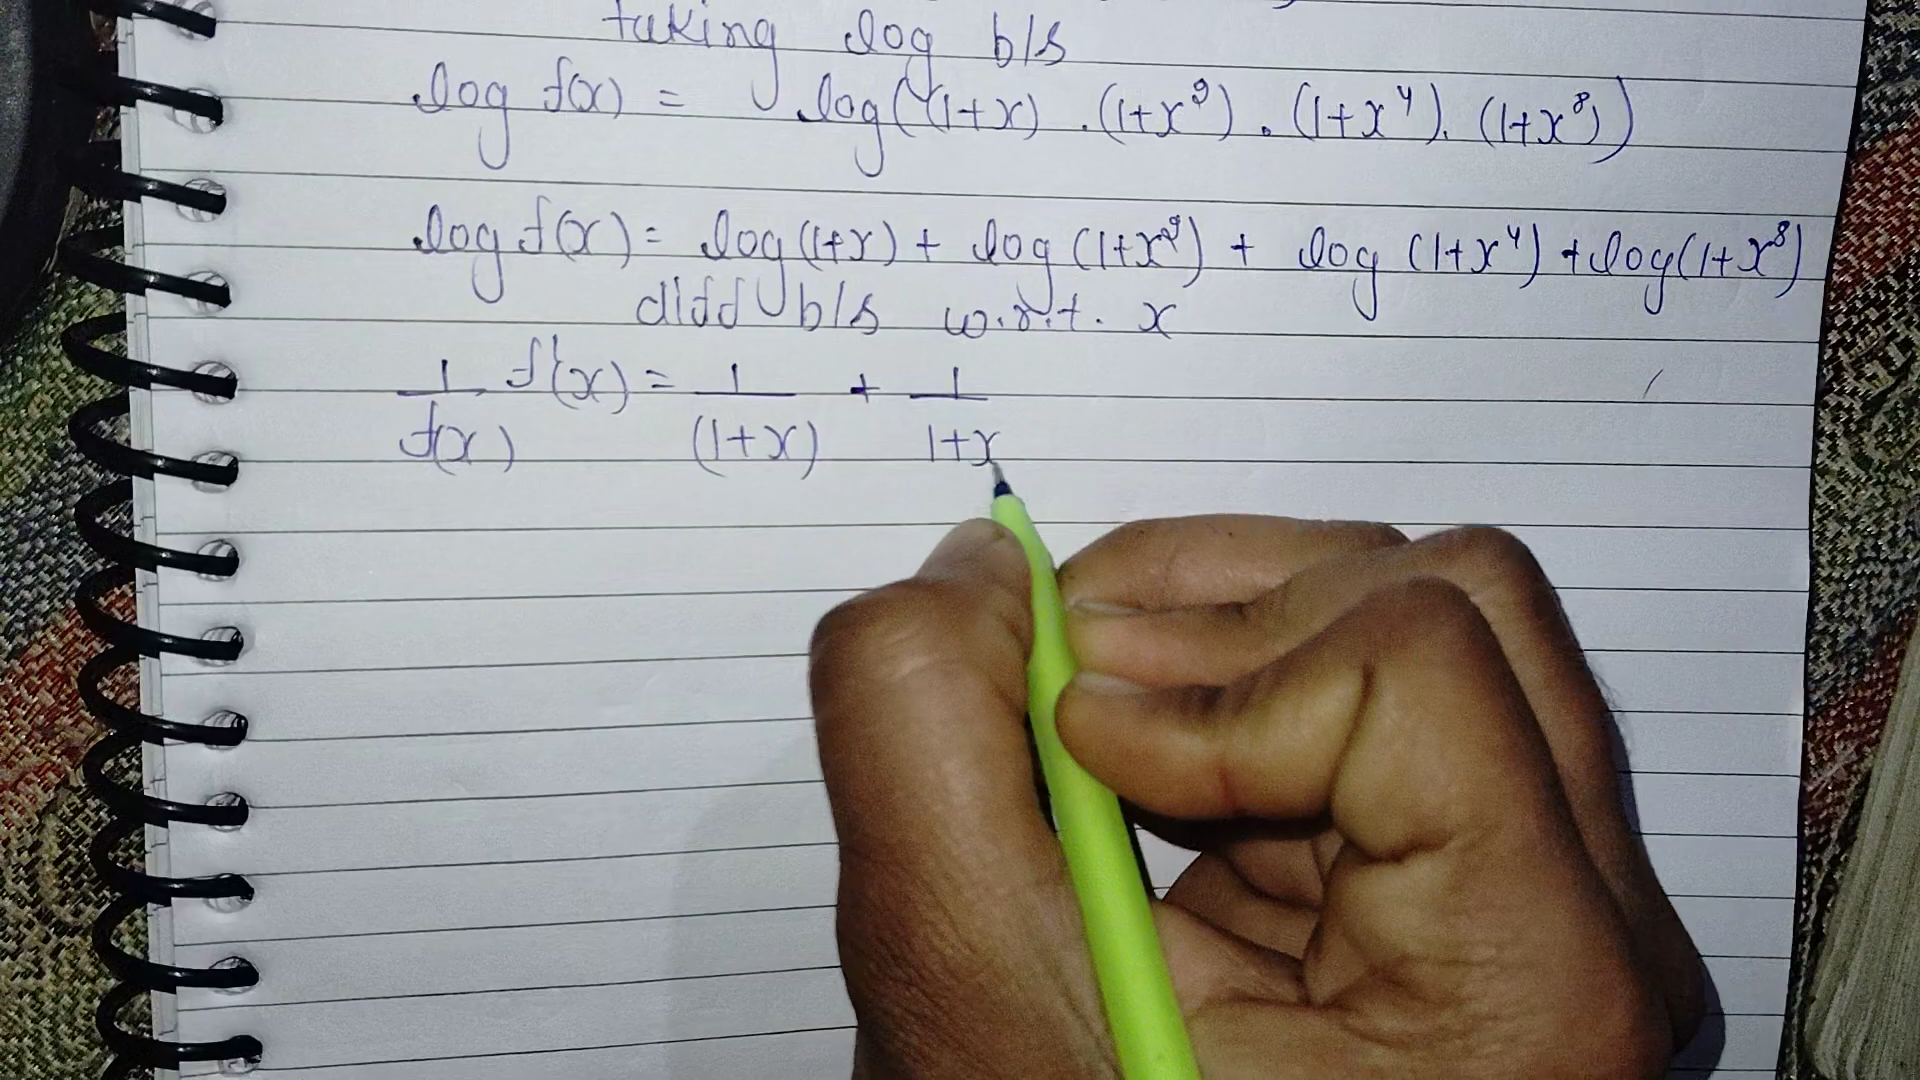 taking log b/s
log f(x) = log((1+x) . (1+x²) . (1+x⁴). (1+x⁸))
log f(x) = log (1+x) + log (1+x²) + log (1+x⁴) + log(1+x⁸)
diff b/s w.r.t. x
1/f(x) f'(x) = 1/(1+x) + 1/1+x